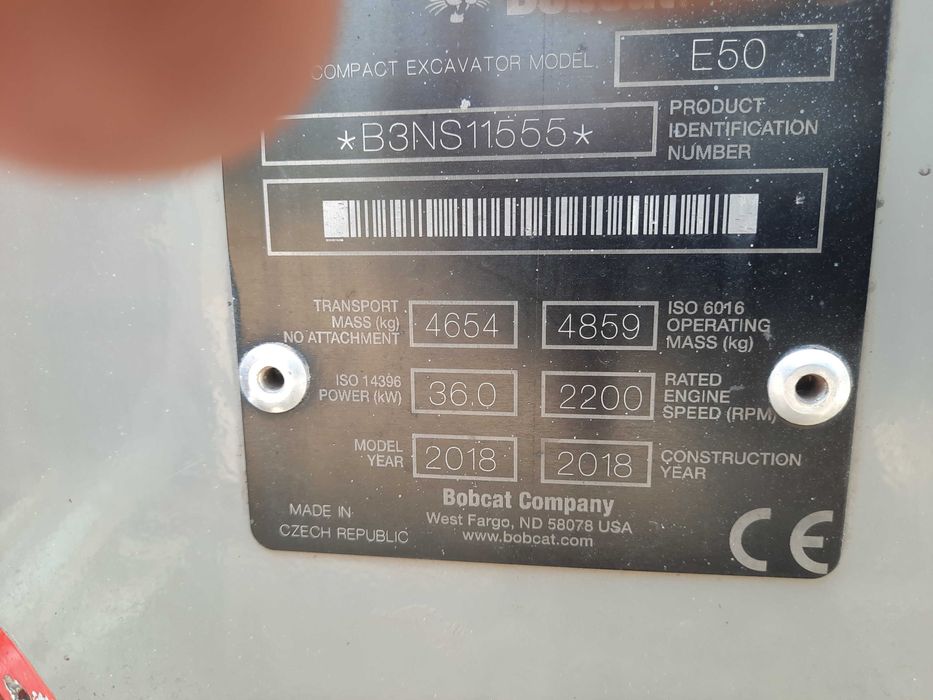 Bobcat
COMPACT EXCAVATOR MODEL E50
*B3NS11555* PRODUCT
IDENTIFICATION
NUMBER
TRANSPORT
MASS (kg)
NO ATTACHMENT
4654
4859
ISO 6016
OPERATING
MASS (kg)
ISO 14396
POWER (kW)
36.0
2200
RATED
ENGINE
SPEED (RPM)
MODEL
YEAR
2018
2018
CONSTRUCTION
YEAR
Bobcat Company
West Fargo, ND 58078 USA
www.bobcat.com
MADE IN
CZECH REPUBLIC
CE